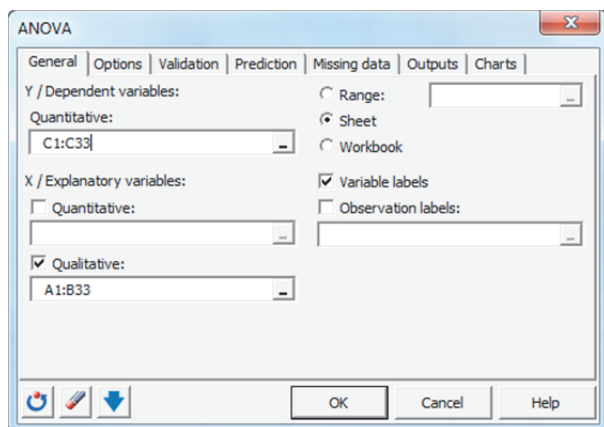 ANOVA
General Options Validation Prediction Missing data Outputs Charts
Y / Dependent variables:
Quantitative:
C1:C33
X / Explanatory variables:
Quantitative:
Qualitative:
A1:B33
Range:
Sheet
Workbook
Variable labels
Observation labels:
OK Cancel Help